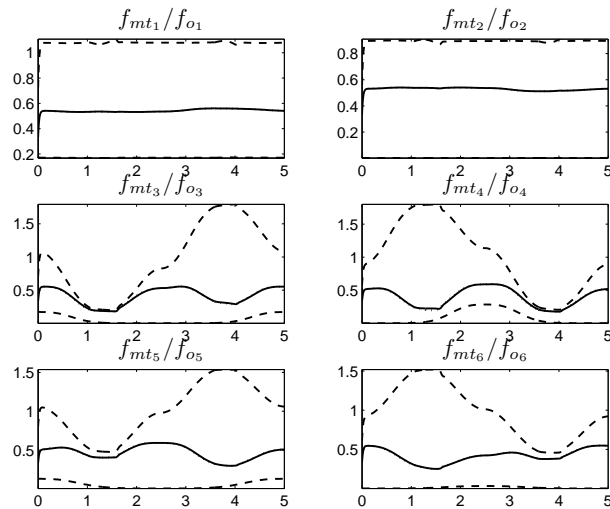 f_{mt_1}/f_{o_1}
f_{mt_2}/f_{o_2}
1
0.8
0.6
0.4
0.2
0 1 2 3 4 5
0.8
0.6
0.4
0.2
0 1 2 3 4 5
f_{mt_3}/f_{o_3}
f_{mt_4}/f_{o_4}
1.5
1
0.5
0 1 2 3 4 5
1.5
1
0.5
0 1 2 3 4 5
f_{mt_5}/f_{o_5}
f_{mt_6}/f_{o_6}
1.5
1
0.5
0 1 2 3 4 5
1.5
1
0.5
0 1 2 3 4 5